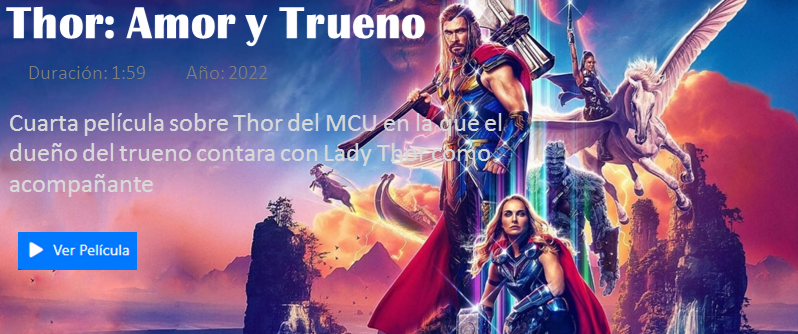 Thor: Amor y Trueno
Duración: 1:59 Año: 2022
Cuarta película sobre Thor del MCU en la que el
dueño del trueno contara con Lady Thor como
acompañante
Ver Película